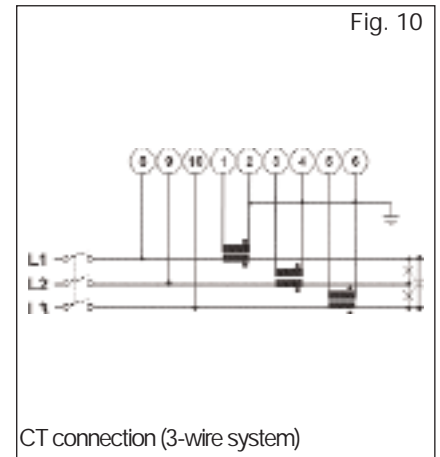 Fig. 10
8 9 10 1 2 3 4 5 6
L1
L2
L3
CT connection (3-wire system)